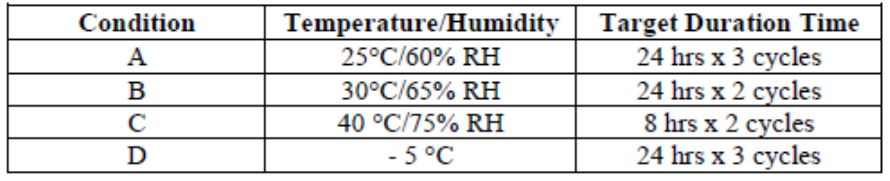 Condition Temperature/Humidity Target Duration Time
A 25°C/60% RH 24 hrs x 3 cycles
B 30°C/65% RH 24 hrs x 2 cycles
C 40 °C/75% RH 8 hrs x 2 cycles
D - 5 °C 24 hrs x 3 cycles